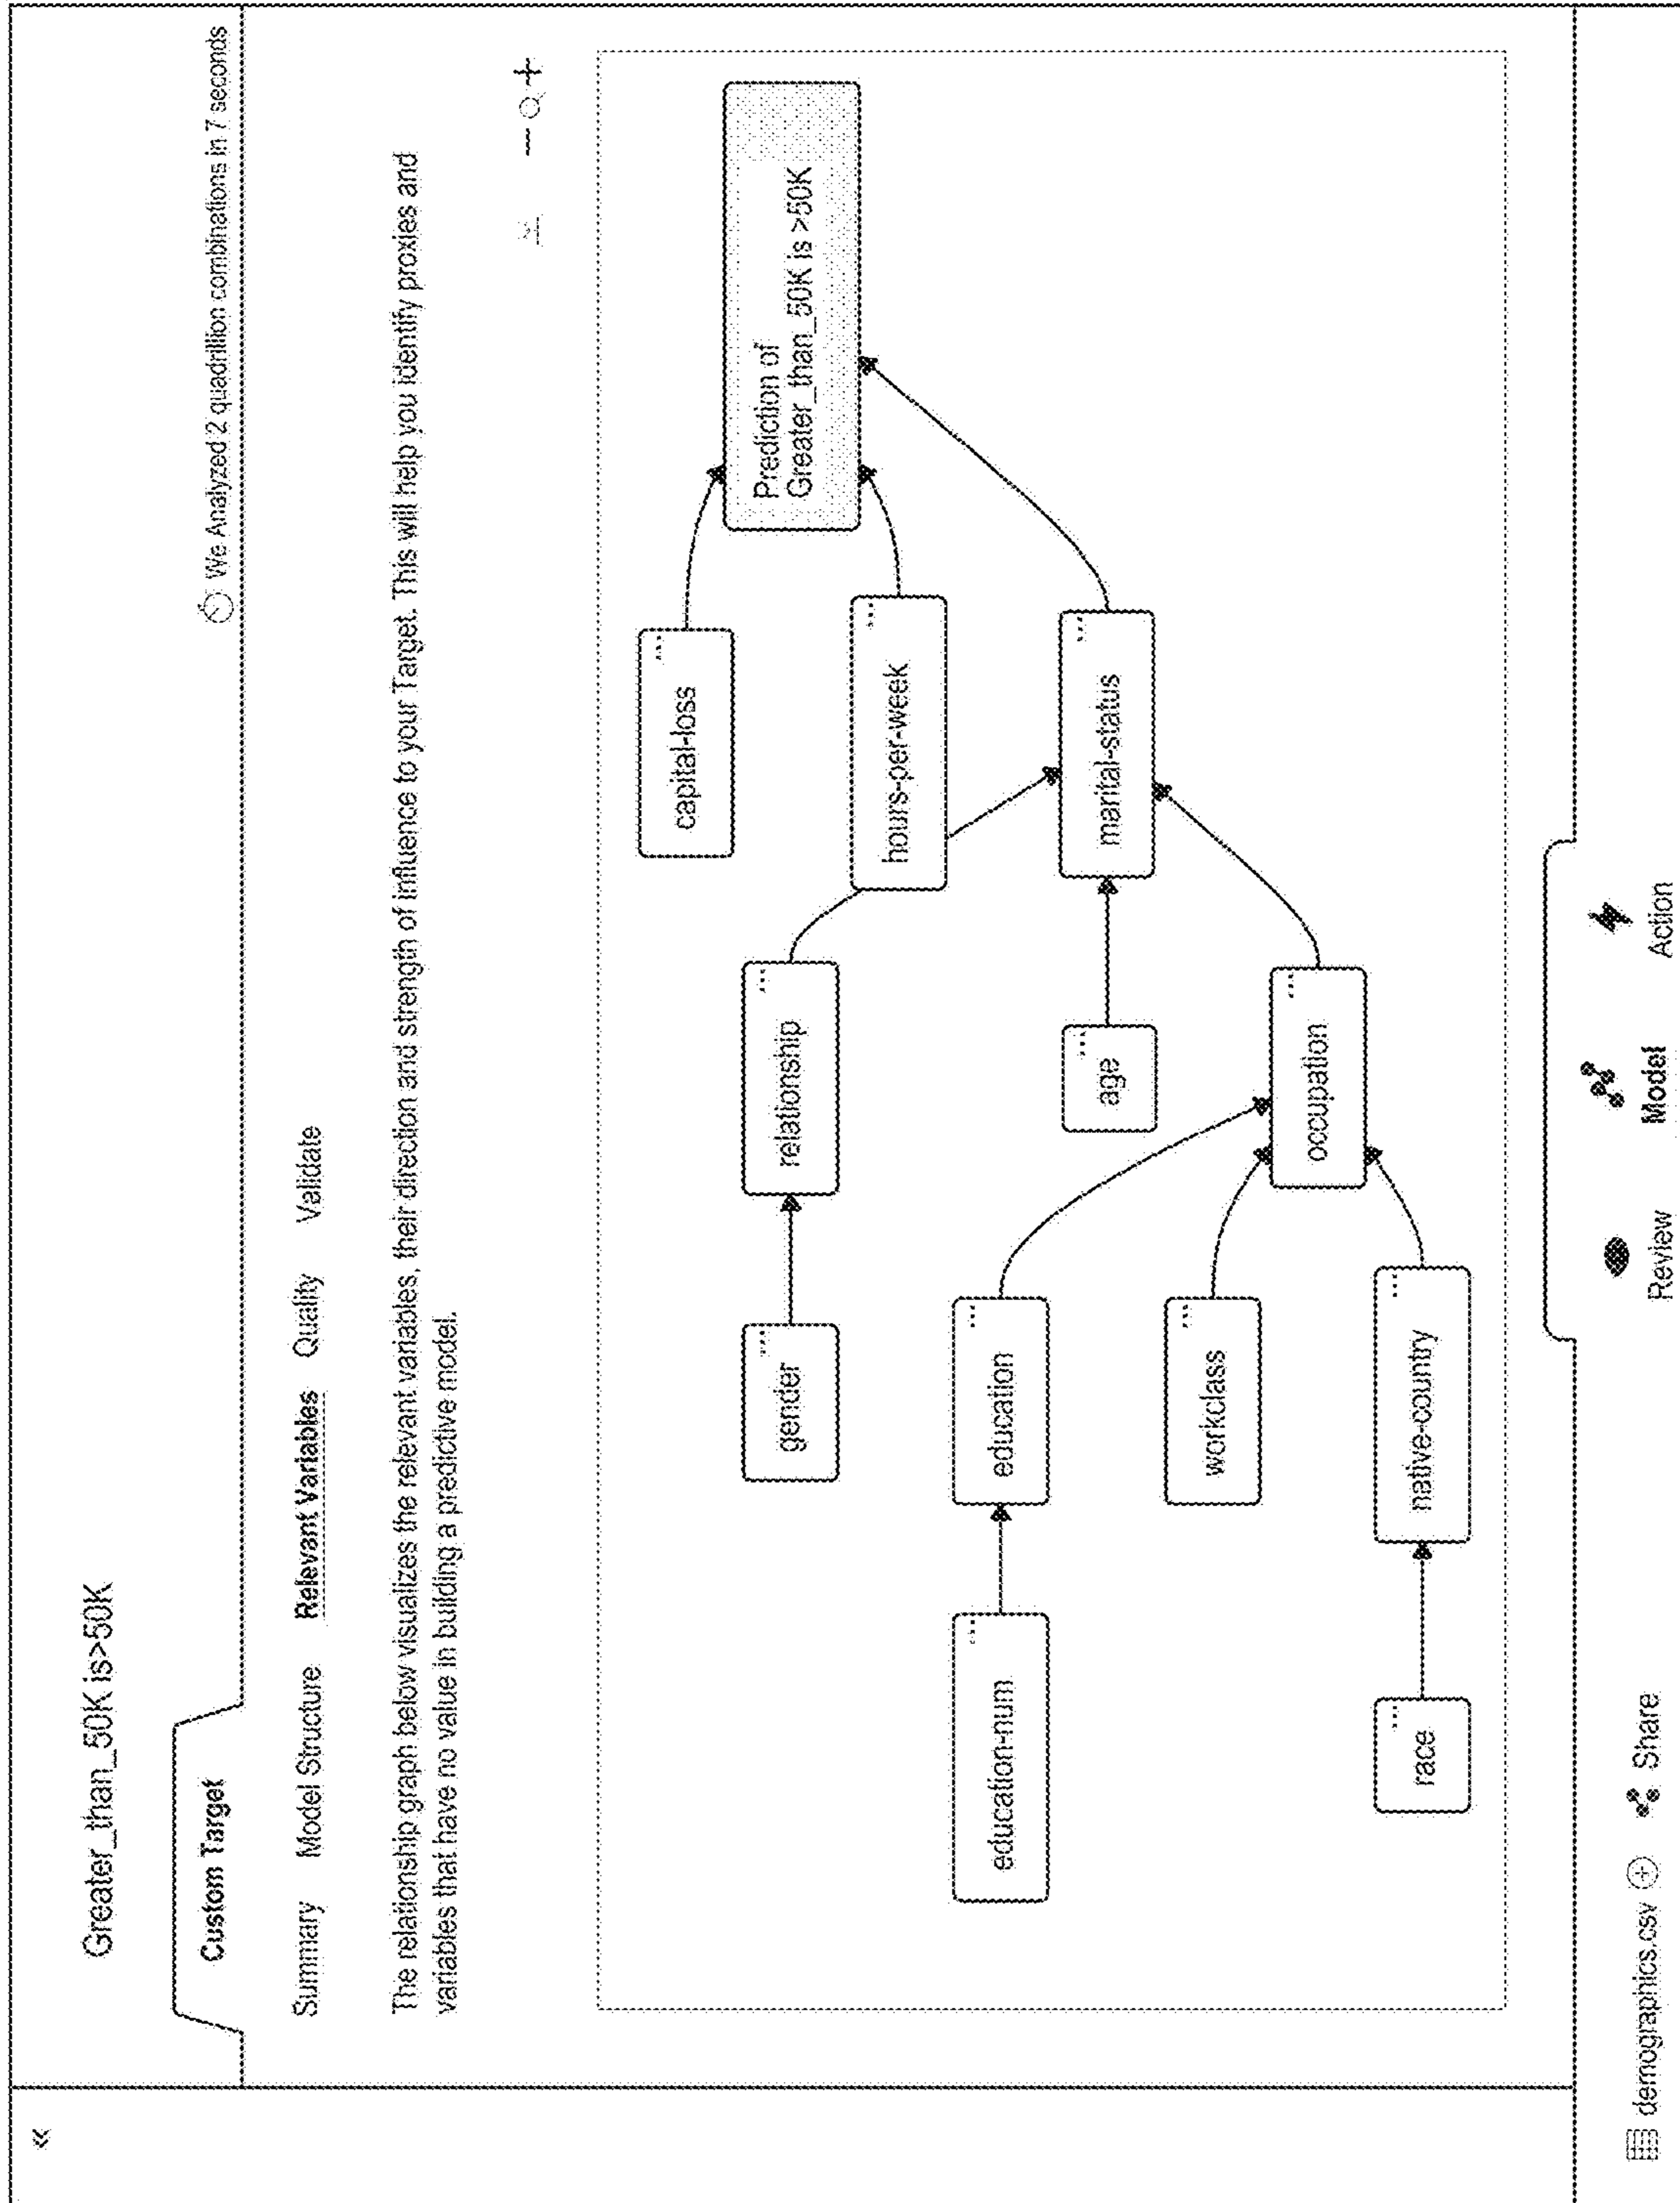 «
Greater_than_50K is>50K
Custom Target
We Analyzed 2 quadrillion combinations in 7 seconds
Summary Model Structure Relevant Variables Quality Validate
The relationship graph below visualizes the relevant variables, their direction and strength of influence to your Target. This will help you identify proxies and
variables that have no value in building a predictive model.
capital-loss
Prediction of
Greater_than_50K is >50K
gender
relationship
hours-per-week
education-num
education
age
marital-status
workclass
occupation
race
native-country
demographics.csv
Share
Review
Model
Action